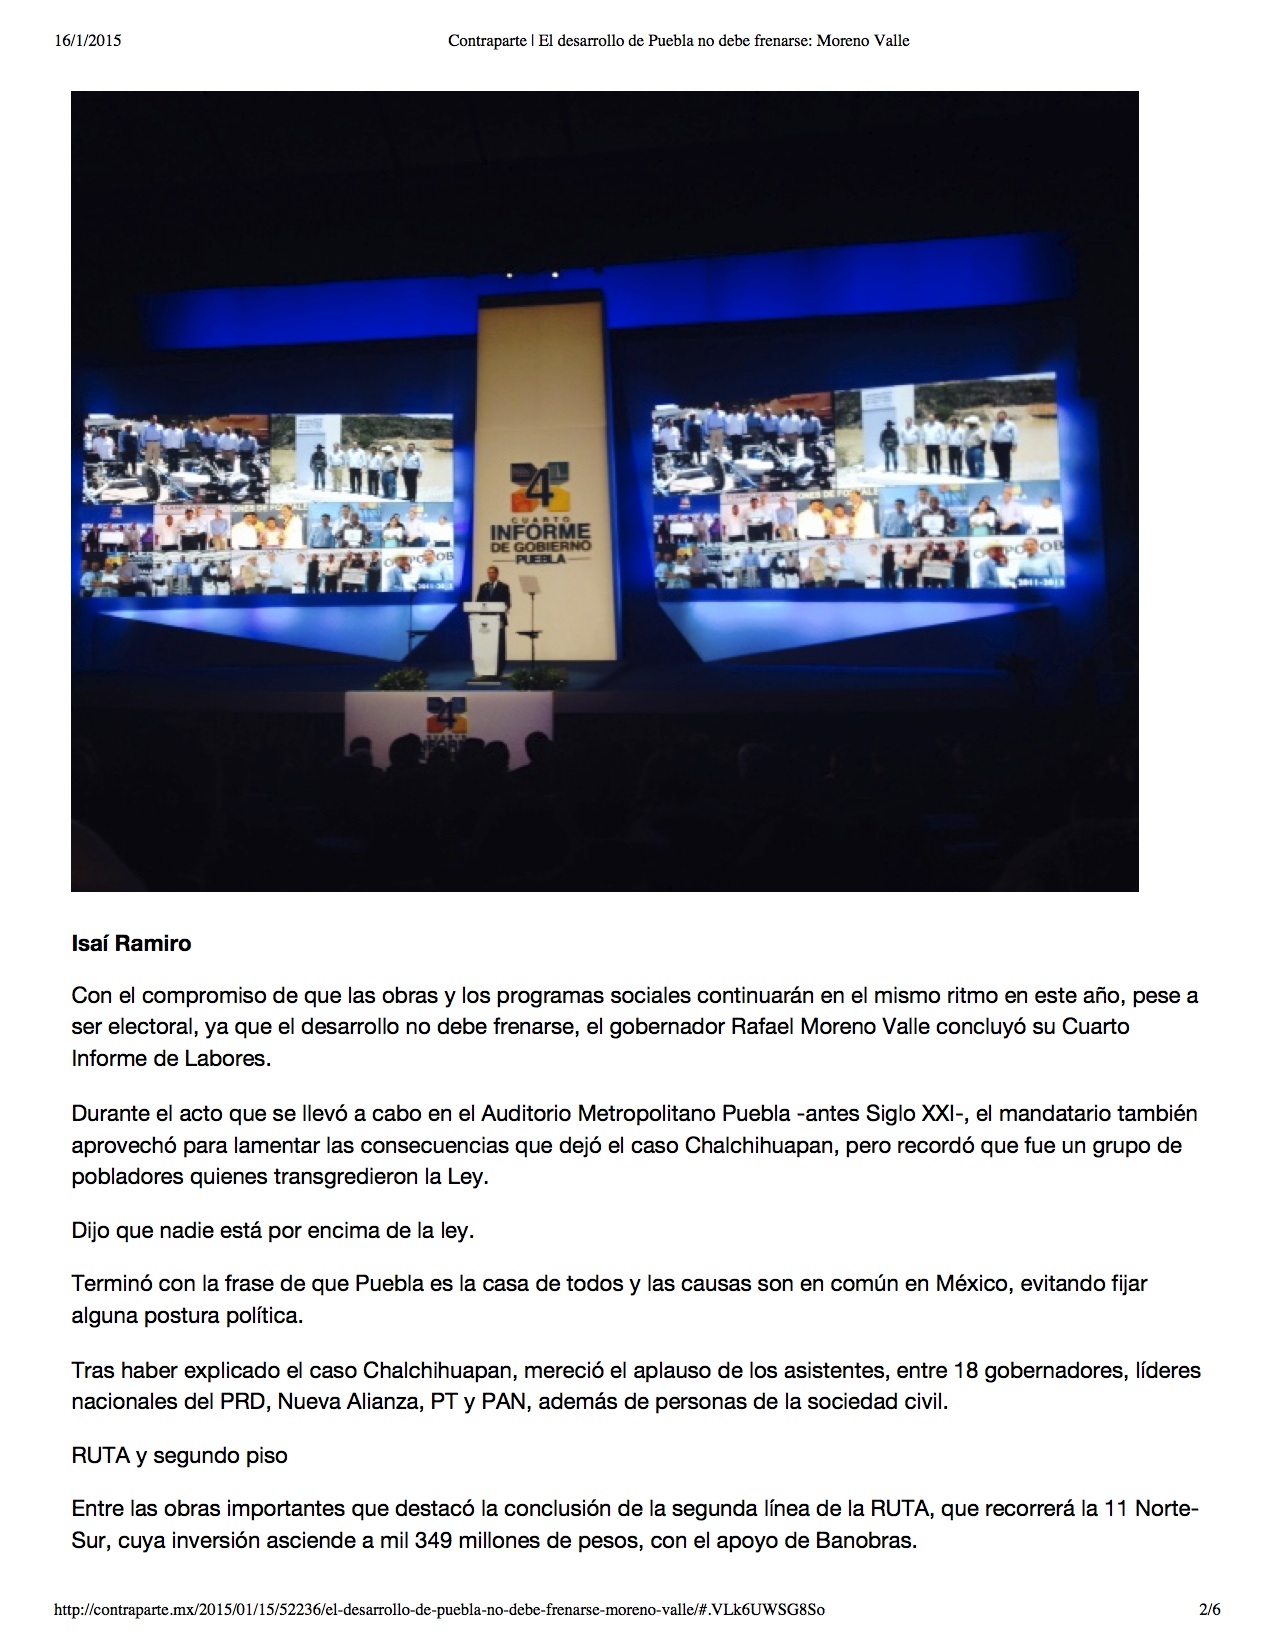 16/1/2015
Contraparte | El desarrollo de Puebla no debe frenarse: Moreno Valle
4
CUARTO
INFORME
DE GOBIERNO
PUEBLA
4
CUARTO
INFORME
Isaí Ramiro
Con el compromiso de que las obras y los programas sociales continuarán en el mismo ritmo en este año, pese a
ser electoral, ya que el desarrollo no debe frenarse, el gobernador Rafael Moreno Valle concluyó su Cuarto
Informe de Labores.
Durante el acto que se llevó a cabo en el Auditorio Metropolitano Puebla -antes Siglo XXI-, el mandatario también
aprovechó para lamentar las consecuencias que dejó el caso Chalchihuapan, pero recordó que fue un grupo de
pobladores quienes transgredieron la Ley.
Dijo que nadie está por encima de la ley.
Terminó con la frase de que Puebla es la casa de todos y las causas son en común en México, evitando fijar
alguna postura política.
Tras haber explicado el caso Chalchihuapan, mereció el aplauso de los asistentes, entre 18 gobernadores, líderes
nacionales del PRD, Nueva Alianza, PT y PAN, además de personas de la sociedad civil.
RUTA y segundo piso
Entre las obras importantes que destacó la conclusión de la segunda línea de la RUTA, que recorrerá la 11 Norte-
Sur, cuya inversión asciende a mil 349 millones de pesos, con el apoyo de Banobras.
http://contraparte.mx/2015/01/15/52236/el-desarrollo-de-puebla-no-debe-frenarse-moreno-valle/#.VLk6UWSG8So
2/6